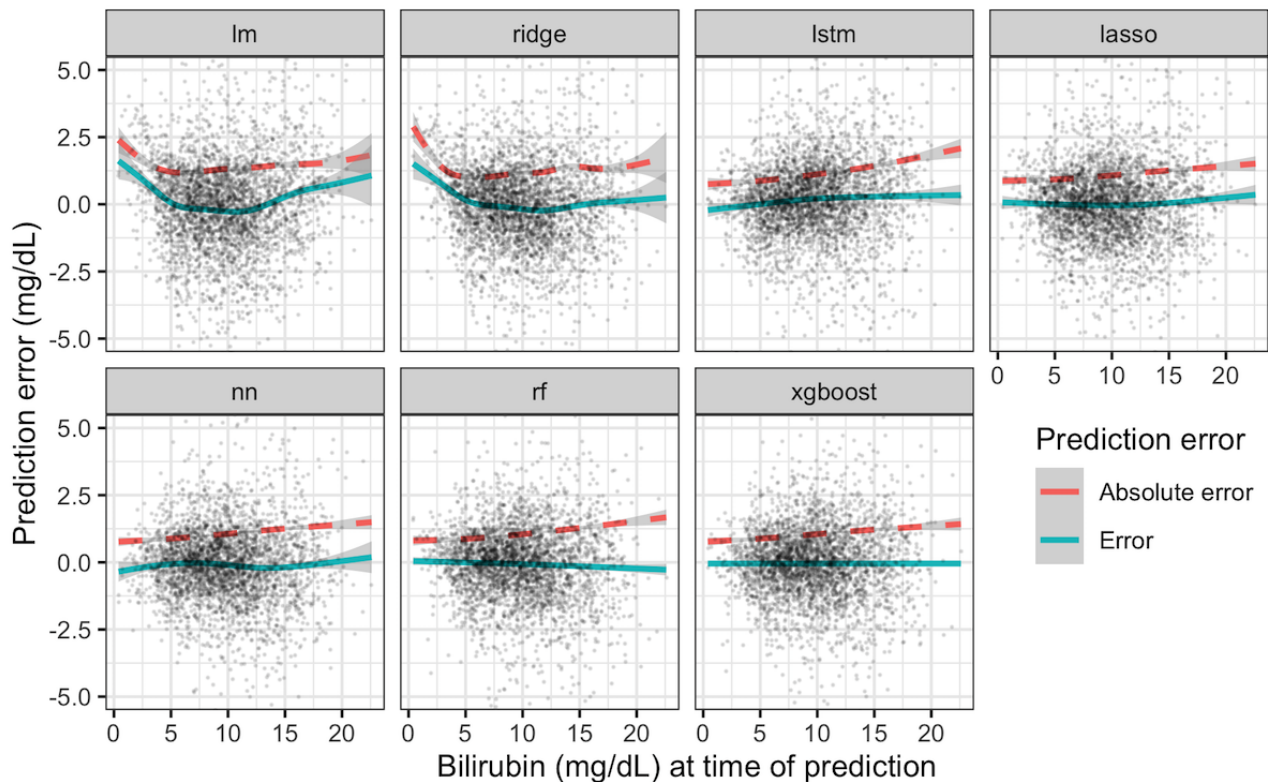 lm ridge lstm lasso
5.0
2.5
0.0
-2.5
-5.0
0 5 10 15 20
nn rf xgboost
5.0
2.5
0.0
-2.5
-5.0
0 5 10 15 20 0 5 10 15 20 0 5 10 15 20
Prediction error (mg/dL)
Bilirubin (mg/dL) at time of prediction
Prediction error
Absolute error
Error